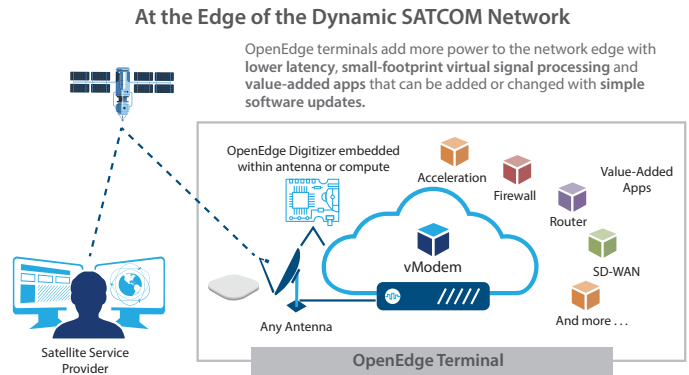 At the Edge of the Dynamic SATCOM Network
OpenEdge terminals add more power to the network edge with
lower latency, small-footprint virtual signal processing and
value-added apps that can be added or changed with simple
software updates.
OpenEdge Digitizer embedded
within antenna or compute
Acceleration
Firewall
Value-Added
Apps
Router
vModem
SD-WAN
And more . . .
Any Antenna
Satellite Service
Provider
OpenEdge Terminal